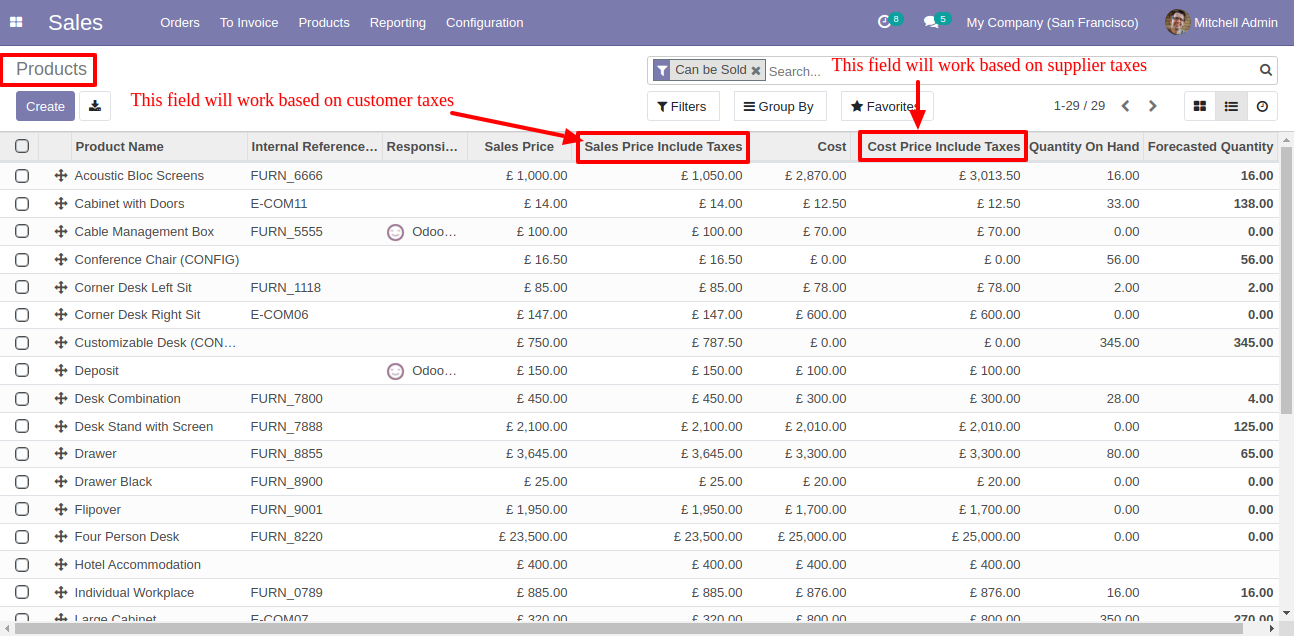 Sales Orders To Invoice Products Reporting Configuration 8 5 My Company (San Francisco) Mitchell Admin
Products Can be Sold Search... This field will work based on supplier taxes
Create This field will work based on customer taxes Filters Group By Favorites 1-29 / 29
Product Name Internal Reference… Responsi… Sales Price Sales Price Include Taxes Cost Cost Price Include Taxes Quantity On Hand Forecasted Quantity
Acoustic Bloc Screens FURN_6666 £ 1,000.00 £ 1,050.00 £ 2,870.00 £ 3,013.50 16.00 16.00
Cabinet with Doors E-COM11 £ 14.00 £ 14.00 £ 12.50 £ 12.50 33.00 138.00
Cable Management Box FURN_5555 Odoo… £ 100.00 £ 100.00 £ 70.00 £ 70.00 0.00 0.00
Conference Chair (CONFIG) £ 16.50 £ 16.50 £ 0.00 £ 0.00 56.00 56.00
Corner Desk Left Sit FURN_1118 £ 85.00 £ 85.00 £ 78.00 £ 78.00 2.00 2.00
Corner Desk Right Sit E-COM06 £ 147.00 £ 147.00 £ 600.00 £ 600.00 0.00 0.00
Customizable Desk (CON… £ 750.00 £ 787.50 £ 0.00 £ 0.00 345.00 345.00
Deposit Odoo… £ 150.00 £ 150.00 £ 100.00 £ 100.00
Desk Combination FURN_7800 £ 450.00 £ 450.00 £ 300.00 £ 300.00 28.00 4.00
Desk Stand with Screen FURN_7888 £ 2,100.00 £ 2,100.00 £ 2,010.00 £ 2,010.00 0.00 125.00
Drawer FURN_8855 £ 3,645.00 £ 3,645.00 £ 3,300.00 £ 3,300.00 80.00 65.00
Drawer Black FURN_8900 £ 25.00 £ 25.00 £ 20.00 £ 20.00 0.00 0.00
Flipover FURN_9001 £ 1,950.00 £ 1,950.00 £ 1,700.00 £ 1,700.00 0.00 0.00
Four Person Desk FURN_8220 £ 23,500.00 £ 23,500.00 £ 25,000.00 £ 25,000.00 0.00 0.00
Hotel Accommodation £ 400.00 £ 400.00 £ 400.00 £ 400.00
Individual Workplace FURN_0789 £ 885.00 £ 885.00 £ 876.00 £ 876.00 16.00 16.00
Large Cabinet E-COM07 £ 320.00 £ 320.00 £ 800.00 £ 800.00 350.00 270.00